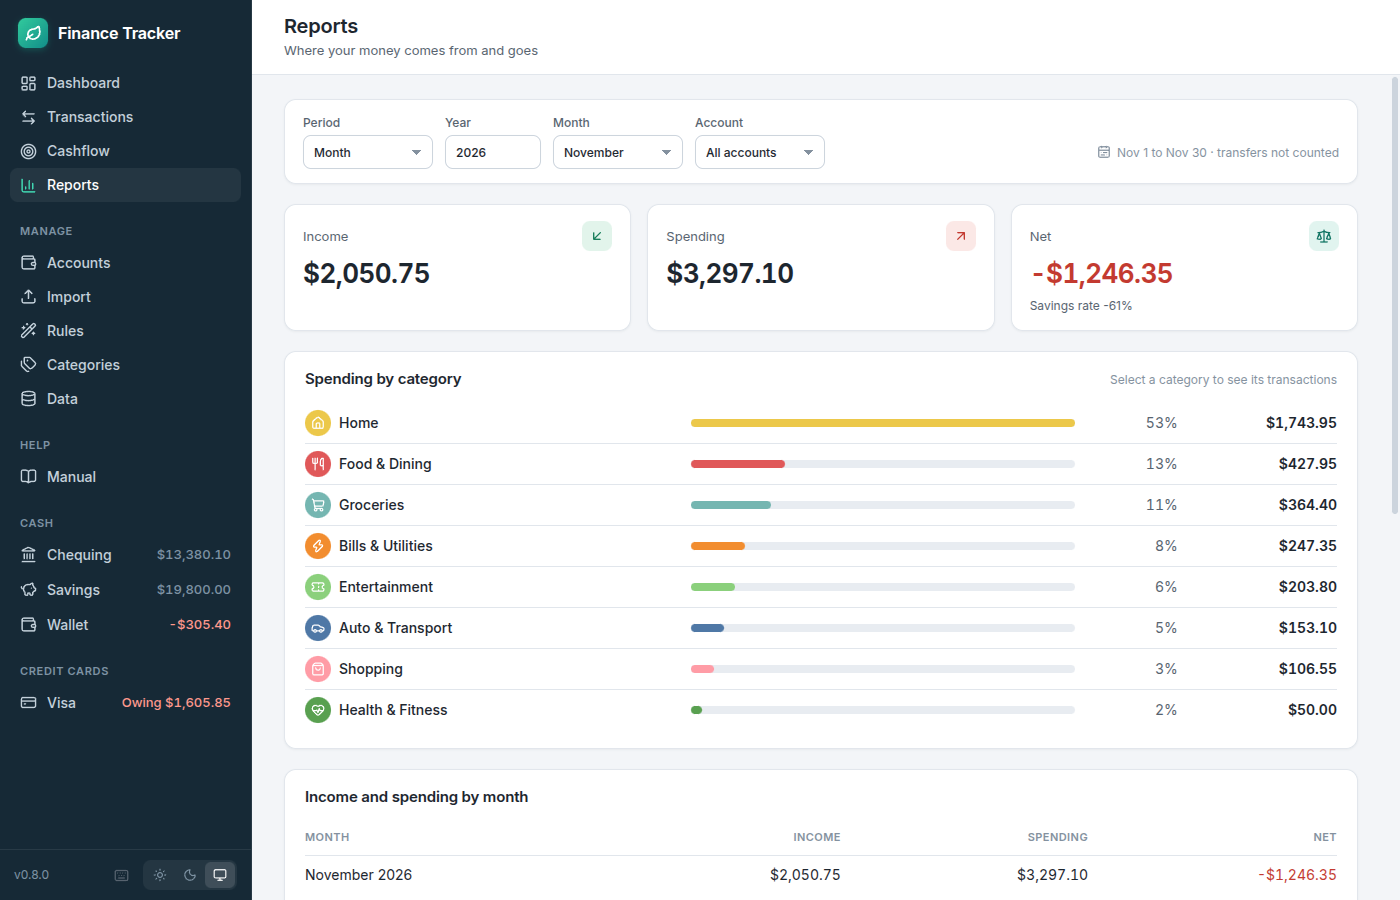 Finance Tracker
Dashboard
Transactions
Cashflow
Reports
MANAGE
Accounts
Import
Rules
Categories
Data
HELP
Manual
CASH
Chequing $13,380.10
Savings $19,800.00
Wallet -$305.40
CREDIT CARDS
Visa Owing $1,605.85
v0.8.0
Reports
Where your money comes from and goes
Period Year Month Account
Month 2026 November All accounts Nov 1 to Nov 30 · transfers not counted
Income
$2,050.75
Spending
$3,297.10
Net
-$1,246.35
Savings rate -61%
Spending by category Select a category to see its transactions
Home 53% $1,743.95
Food & Dining 13% $427.95
Groceries 11% $364.40
Bills & Utilities 8% $247.35
Entertainment 6% $203.80
Auto & Transport 5% $153.10
Shopping 3% $106.55
Health & Fitness 2% $50.00
Income and spending by month
MONTH INCOME SPENDING NET
November 2026 $2,050.75 $3,297.10 -$1,246.35